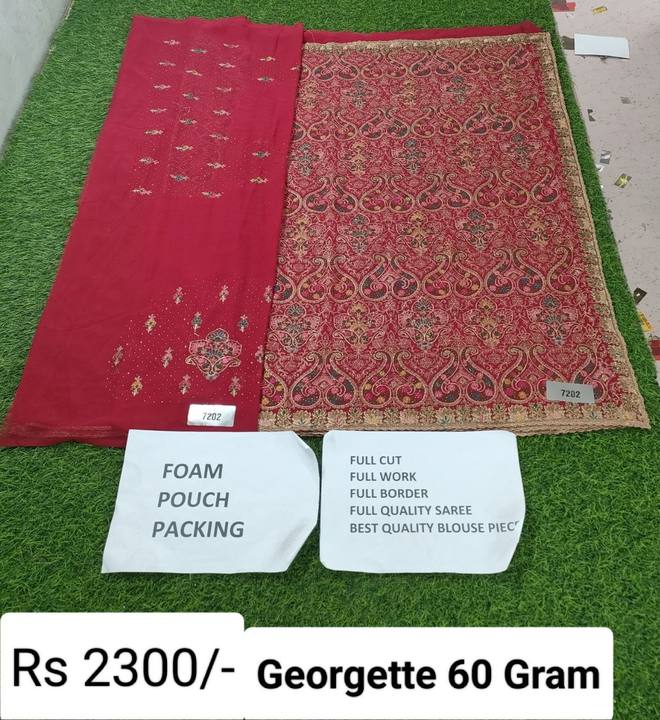 7202
7202
FOAM
POUCH
PACKING
FULL CUT
FULL WORK
FULL BORDER
FULL QUALITY SAREE
BEST QUALITY BLOUSE PIEC
Rs 2300/-
Georgette 60 Gram